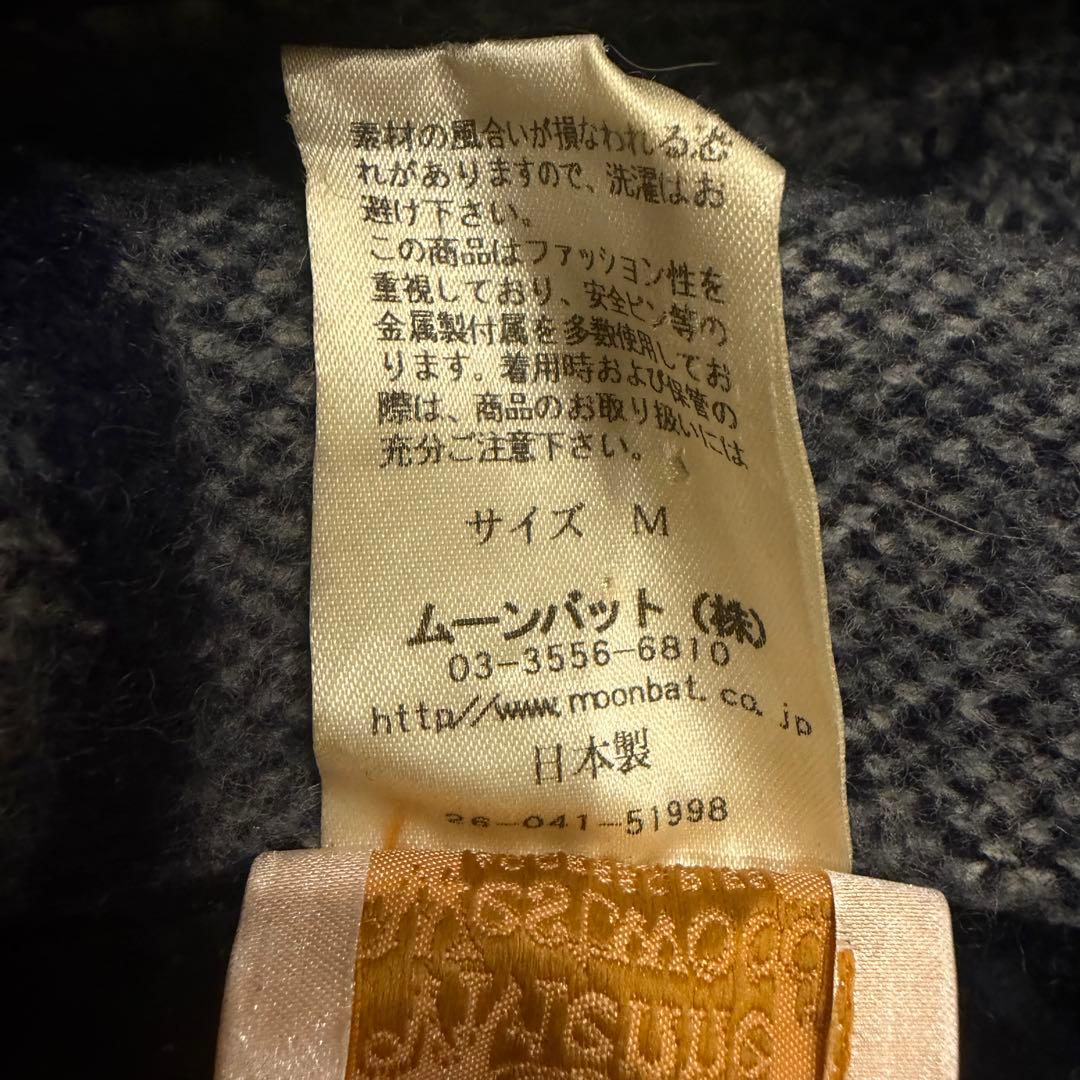 素材の風合いが損なわれる恐
れがありますので、洗濯はお
避け下さい。
この商品はファッション性を
重視しており、安全ピン等の
金属製付属を多数使用してお
ります。着用時および保管の
際は、商品のお取り扱いには
充分ご注意下さい。
サイズ M
ムーンバット（株）
03-3556-6810
http//www.moonbat.co.jp
日本製
26-041-51998